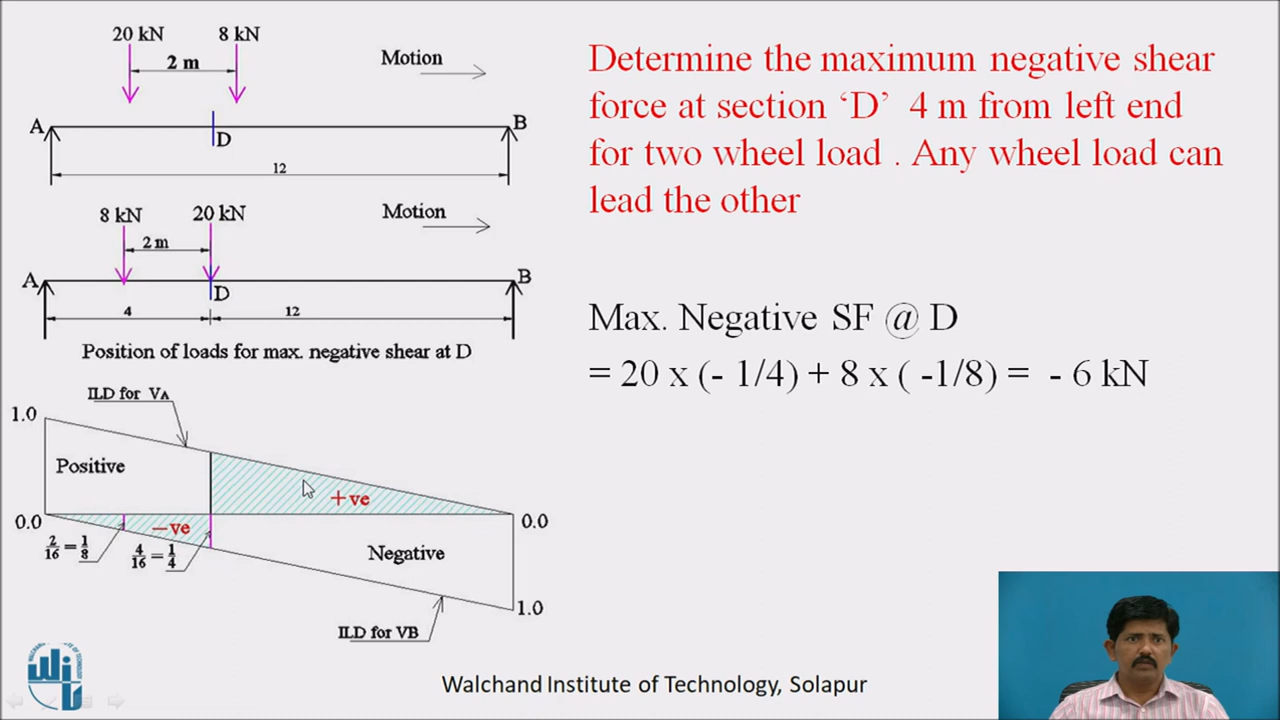 20 kN 8 kN
2 m
Motion
A B
D
12
8 kN 20 kN
Motion
2 m
A B
D
4 12
Position of loads for max. negative shear at D
ILD for VA
1.0
Positive
+ve
0.0 0.0
−ve
2/16 = 1/8 4/16 = 1/4
Negative
1.0
ILD for VB
Determine the maximum negative shear
force at section ‘D’ 4 m from left end
for two wheel load . Any wheel load can
lead the other
Max. Negative SF @ D
= 20 x (- 1/4) + 8 x ( -1/8) = - 6 kN
Walchand Institute of Technology, Solapur